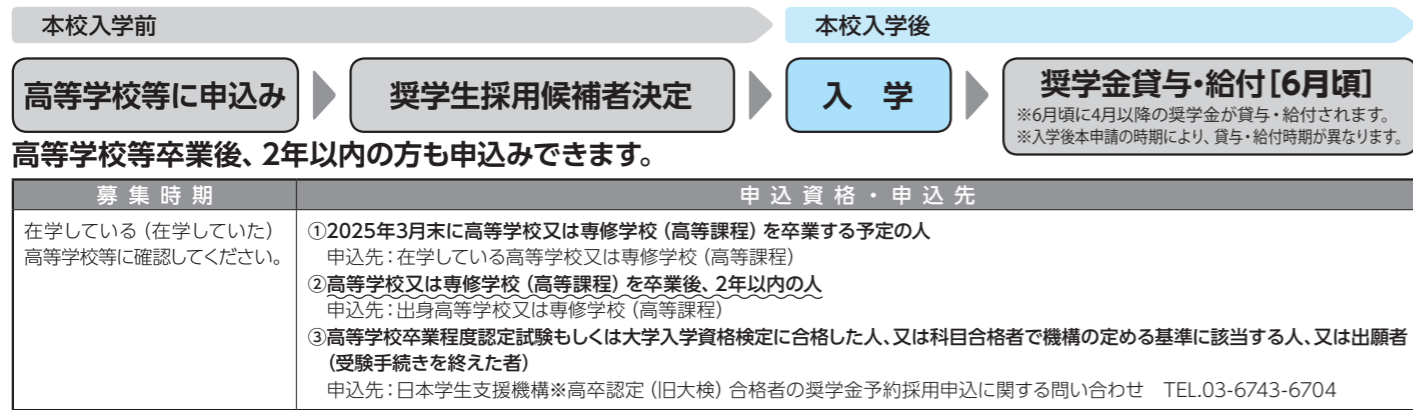 本校入学前
本校入学後
高等学校等に申込み
奨学生採用候補者決定
入 学
奨学金貸与・給付[6月頃]
※6月頃に4月以降の奨学金が貸与・給付されます。
※入学後本申請の時期により、貸与・給付時期が異なります。
高等学校等卒業後、2年以内の方も申込みできます。
募集時期
申込資格・申込先
在学している（在学していた）
高等学校等に確認してください。
①2025年3月末に高等学校又は専修学校（高等課程）を卒業する予定の人
申込先：在学している高等学校又は専修学校（高等課程）
②高等学校又は専修学校（高等課程）を卒業後、2年以内の人
申込先：出身高等学校又は専修学校（高等課程）
③高等学校卒業程度認定試験もしくは大学入学資格検定に合格した人、又は科目合格者で機構の定める基準に該当する人、又は出願者
（受験手続きを終えた者）
申込先：日本学生支援機構※高卒認定（旧大検）合格者の奨学金予約採用申込に関する問い合わせ　TEL.03-6743-6704